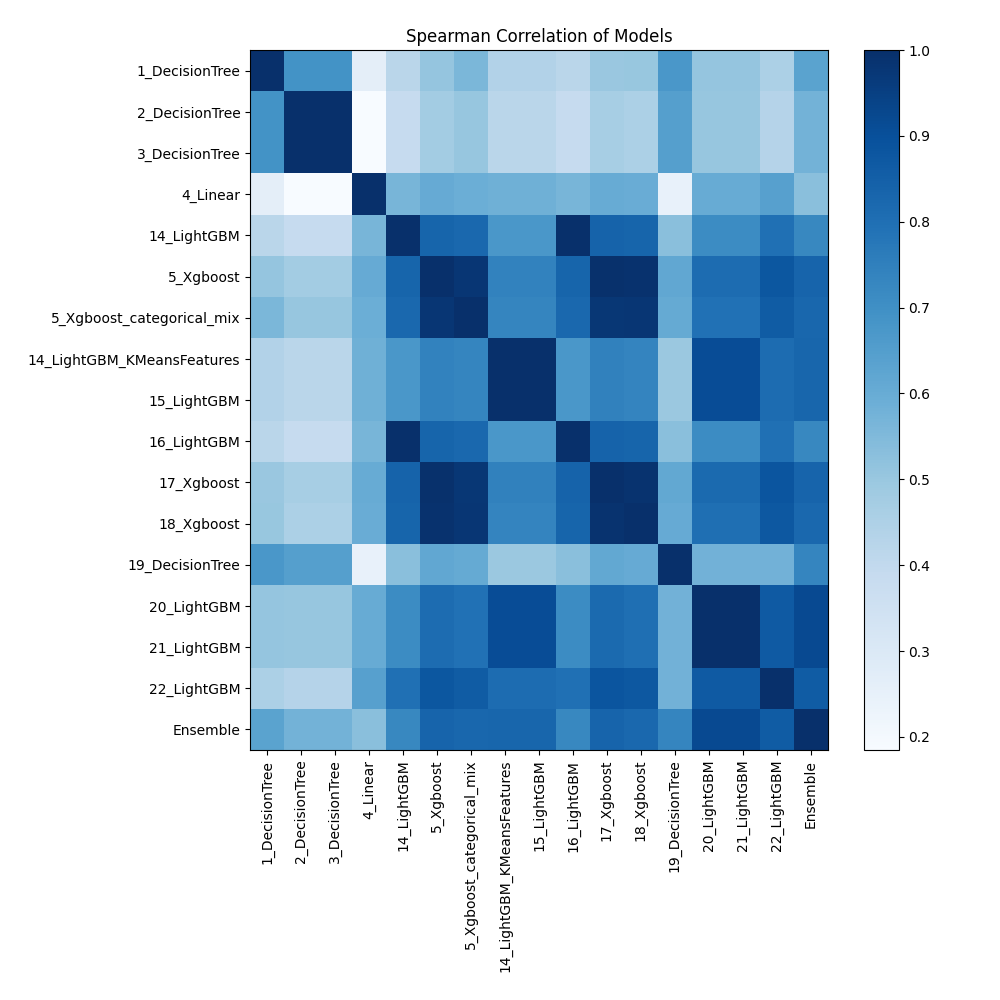 Spearman Correlation of Models
1_DecisionTree
2_DecisionTree
3_DecisionTree
4_Linear
14_LightGBM
5_Xgboost
5_Xgboost_categorical_mix
14_LightGBM_KMeansFeatures
15_LightGBM
16_LightGBM
17_Xgboost
18_Xgboost
19_DecisionTree
20_LightGBM
21_LightGBM
22_LightGBM
Ensemble
1_DecisionTree
2_DecisionTree
3_DecisionTree
4_Linear
14_LightGBM
5_Xgboost
5_Xgboost_categorical_mix
14_LightGBM_KMeansFeatures
15_LightGBM
16_LightGBM
17_Xgboost
18_Xgboost
19_DecisionTree
20_LightGBM
21_LightGBM
22_LightGBM
Ensemble
1.0
0.9
0.8
0.7
0.6
0.5
0.4
0.3
0.2